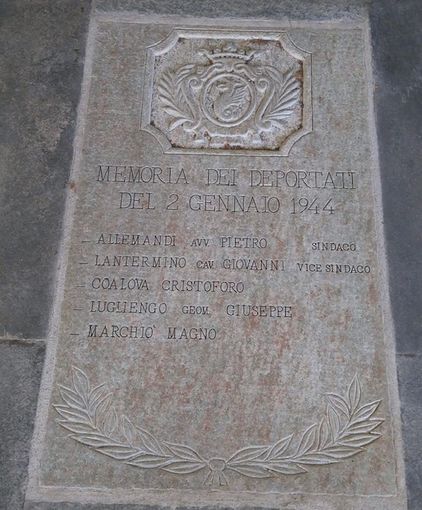 MEMORIA DEI DEPORTATI
DEL 2 GENNAIO 1944
- ALLEMANDI AVV. PIETRO SINDACO
- LANTERMINO CAV. GIOVANNI VICE SINDACO
- COALOVA CRISTOFORO
- LUGLIENGO GEOM. GIUSEPPE
- MARCHIO' MAGNO